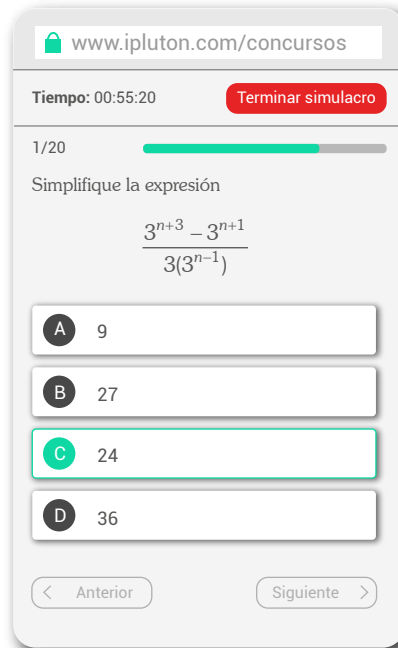 www.ipluton.com/concursos
Tiempo: 00:55:20 Terminar simulacro
1/20
Simplifique la expresión
3^{n+3} – 3^{n+1}
3(3^{n–1})
A 9
B 27
C 24
D 36
Anterior Siguiente